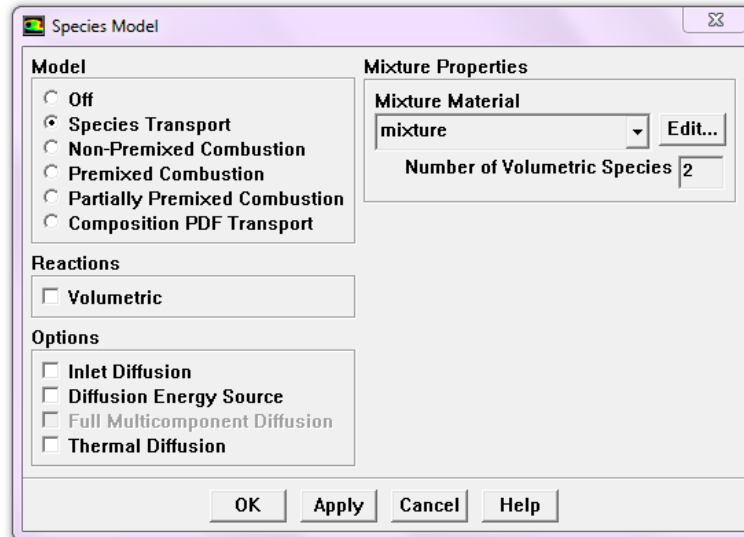 Species Model
Model
Off
Species Transport
Non-Premixed Combustion
Premixed Combustion
Partially Premixed Combustion
Composition PDF Transport
Reactions
Volumetric
Options
Inlet Diffusion
Diffusion Energy Source
Full Multicomponent Diffusion
Thermal Diffusion
Mixture Properties
Mixture Material
mixture
Edit...
Number of Volumetric Species 2
OK Apply Cancel Help